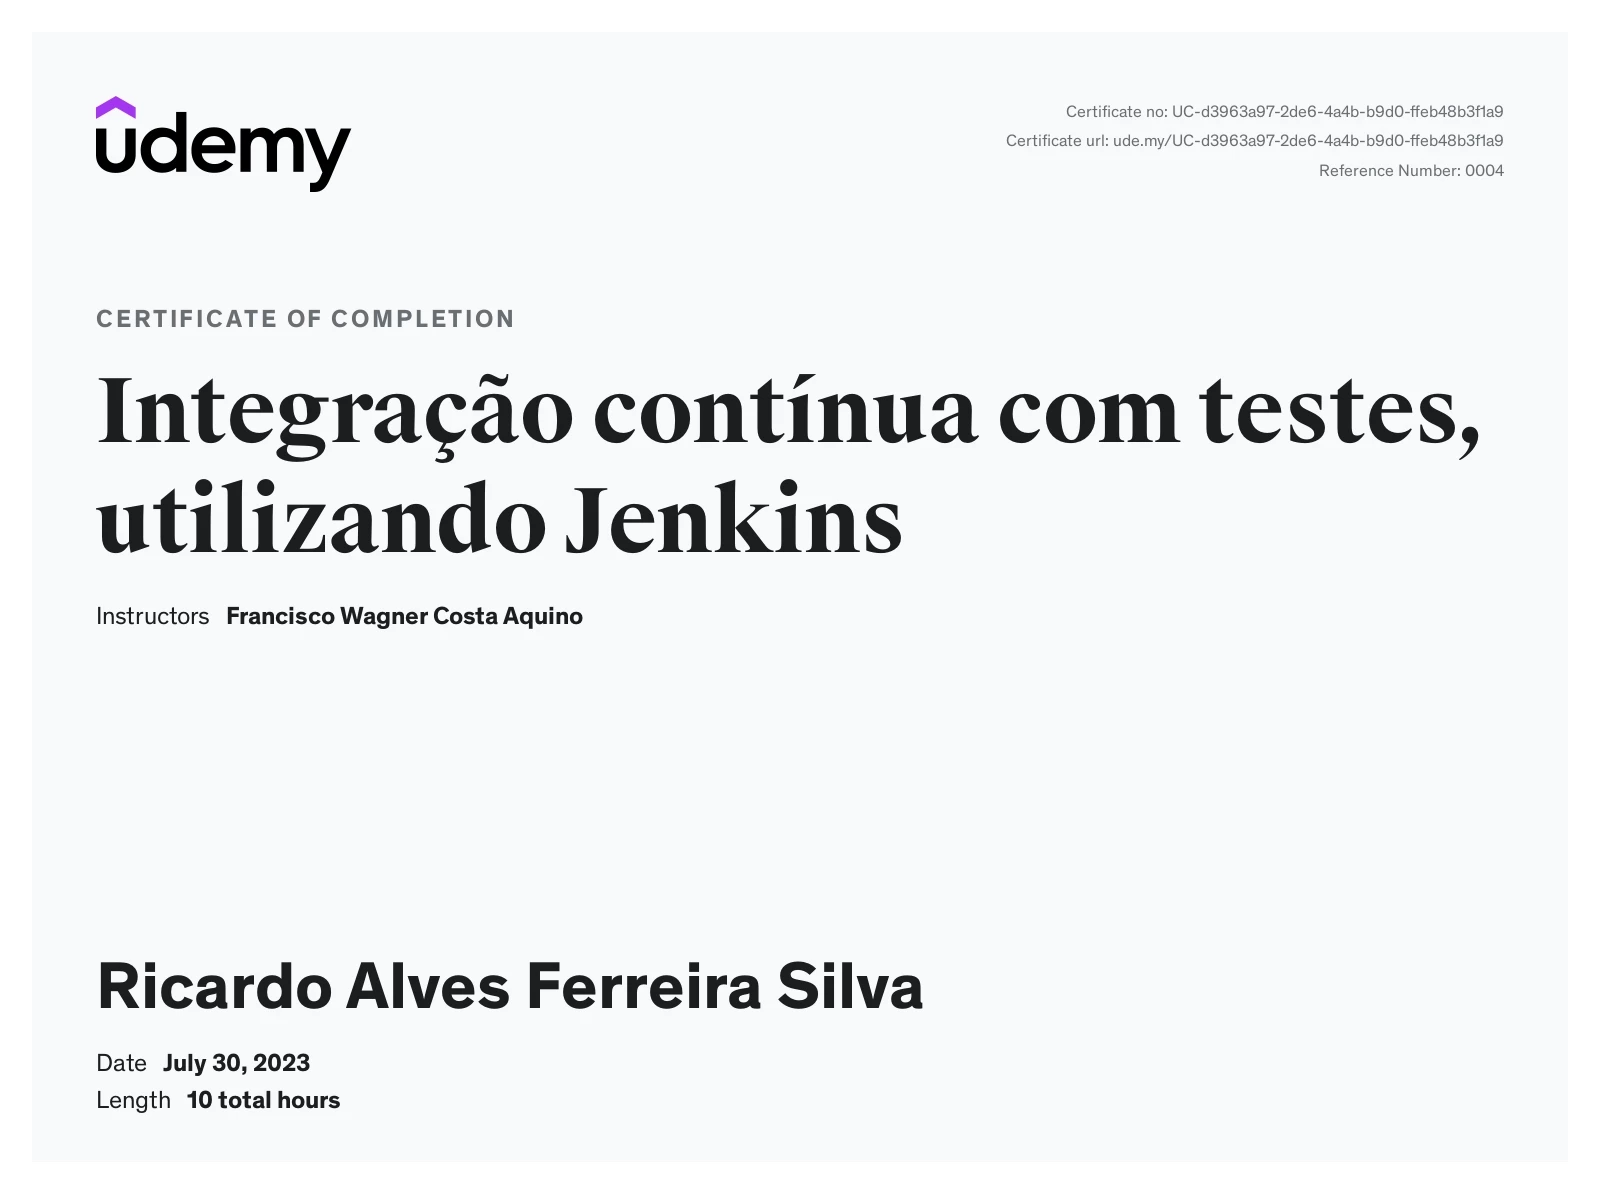 udemy
Certificate no: UC-d3963a97-2de6-4a4b-b9d0-ffeb48b3f1a9
Certificate url: ude.my/UC-d3963a97-2de6-4a4b-b9d0-ffeb48b3f1a9
Reference Number: 0004
CERTIFICATE OF COMPLETION
Integração contínua com testes,
utilizando Jenkins
Instructors Francisco Wagner Costa Aquino
Ricardo Alves Ferreira Silva
Date July 30, 2023
Length 10 total hours